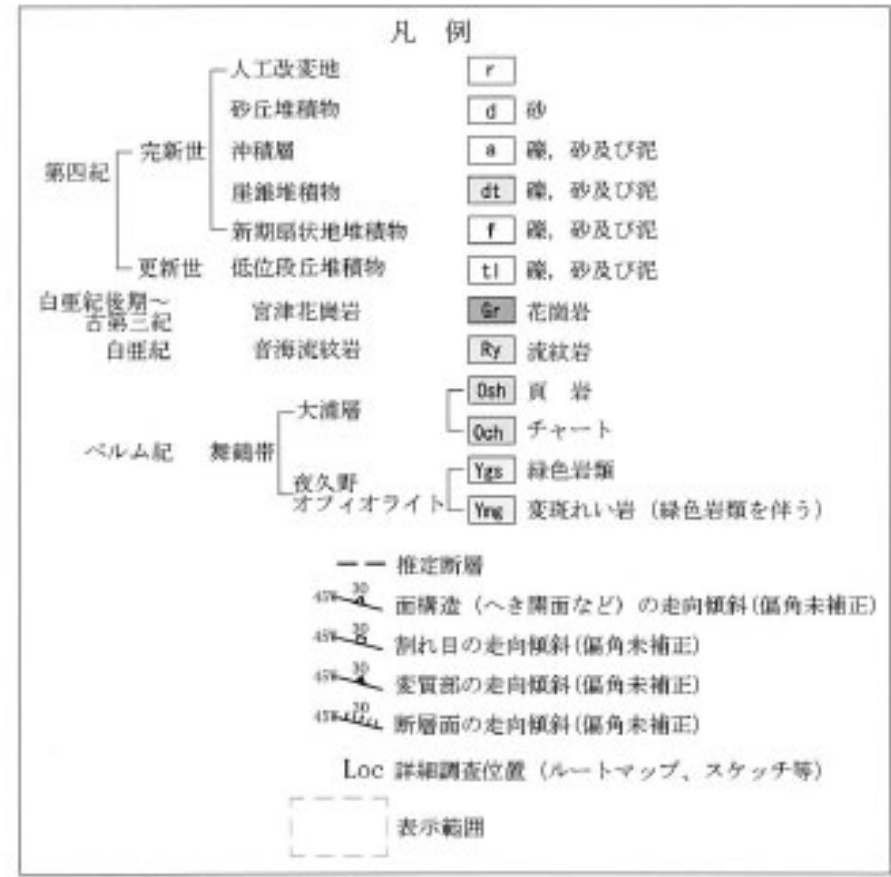 凡 例
人工改変地 r
砂丘堆積物 d 砂
第四紀 完新世 沖積層 a 礫, 砂及び泥
崖錐堆積物 dt 礫, 砂及び泥
新期扇状地堆積物 f 礫, 砂及び泥
更新世 低位段丘堆積物 tl 礫, 砂及び泥
白亜紀後期～
古第三紀 宮津花崗岩 Gr 花崗岩
白亜紀 音海流紋岩 Ry 流紋岩
大浦層 Osh 頁 岩
Och チャート
ペルム紀 舞鶴帯
夜久野
オフィオライト Ygs 緑色岩類
Ymg 変斑れい岩 (緑色岩類を伴う)
推定断層
45W 30 面構造 (へき開面など) の走向傾斜(偏角未補正)
45W 30 割れ目の走向傾斜(偏角未補正)
45W 30 変質部の走向傾斜(偏角未補正)
45W 30 断層面の走向傾斜(偏角未補正)
Loc 詳細調査位置 (ルートマップ、スケッチ等)
表示範囲